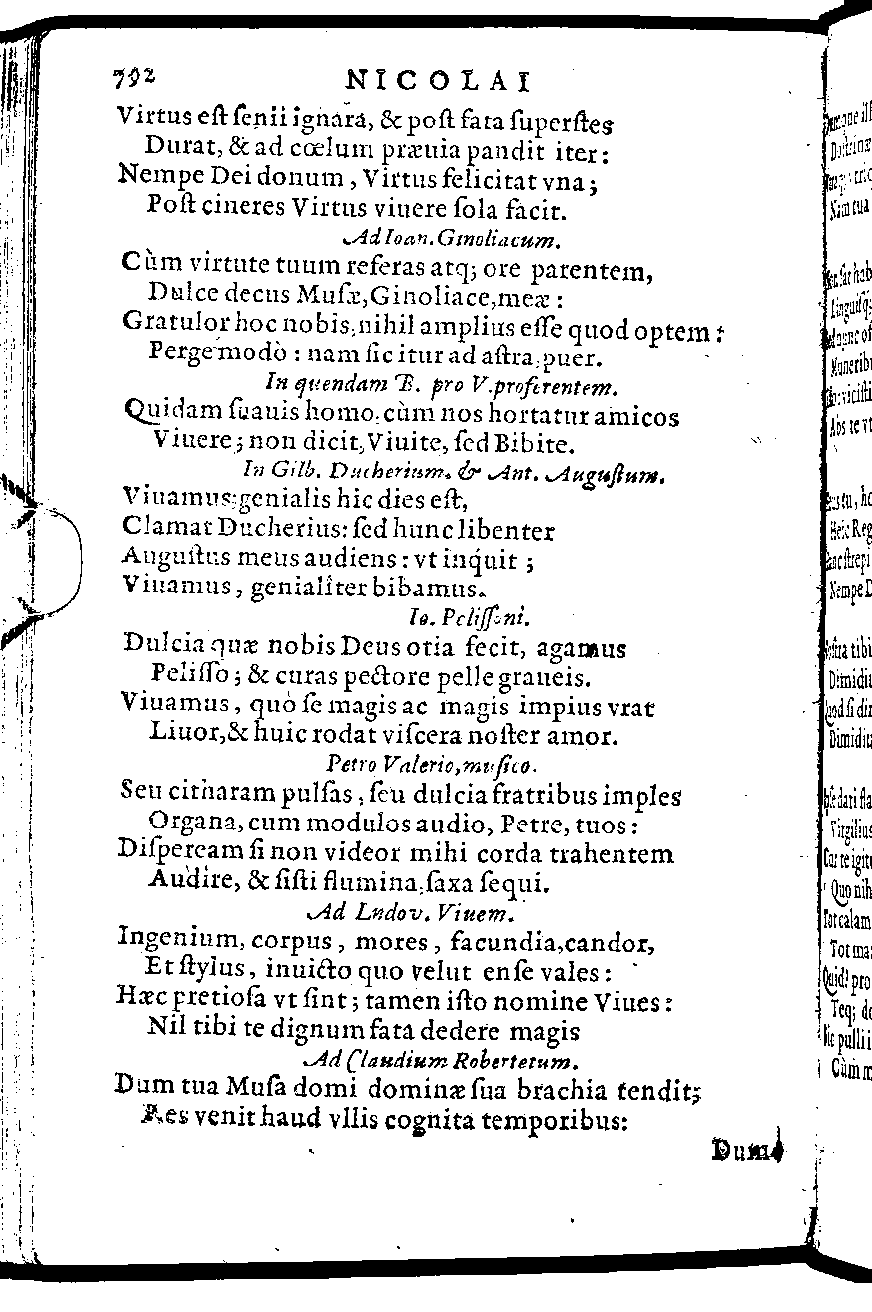 792 NICOLAI
Virtus est ſenii ignara, & poſt fata ſuperſtes
Durat, & ad cœlum præuia pandit iter:
Nempe Dei donum, Virtus felicitat vna;
Poſt cineres Virtus viuere ſola facit.
Ad Ioan. Ginoliacum.
Cùm virtute tuum referas atq; ore parentem,
Dulce decus Muſæ, Ginoliace, meæ:
Gratulor hoc nobis, nihil amplius eſſe quod optem:
Perge modò: nam ſic itur ad aſtra, puer.
In quendam B. pro V. proferentem.
Quidam ſuauis homo, cùm nos hortatur amicos
Viuere; non dicit, Viuite, ſed Bibite.
In Gilb. Ducherium. & Ant. Auguſtum.
Viuamus: genialis hic dies eſt,
Clamat Ducherius: ſed hunc libenter
Auguſtus meus audiens: vt inquit;
Viuamus, genialiter bibamus.
Io. Peliſſoni.
Dulcia quæ nobis Deus otia fecit, agamus
Peliſſo; & curas pectore pelle graueis.
Viuamus, quò ſe magis ac magis impius vrat
Liuor, & huic rodat viſcera noſter amor.
Petro Valerio, muſico.
Seu citharam pulſas, ſeu dulcia fratribus imples
Organa, cum modulos audio, Petre, tuos:
Diſpeream ſi non videor mihi corda trahentem
Audire, & ſiſti flumina, ſaxa ſequi.
Ad Lndov. Viuem.
Ingenium, corpus, mores, facundia, candor,
Et ſtylus, inuicto quo velut enſe vales:
Hæc pretioſa vt ſint; tamen iſto nomine Viues:
Nil tibi te dignum fata dedere magis
Ad Claudium Robertetum.
Dum tua Muſa domi dominæ ſua brachia tendit;
Res venit haud vllis cognita temporibus:
Dum